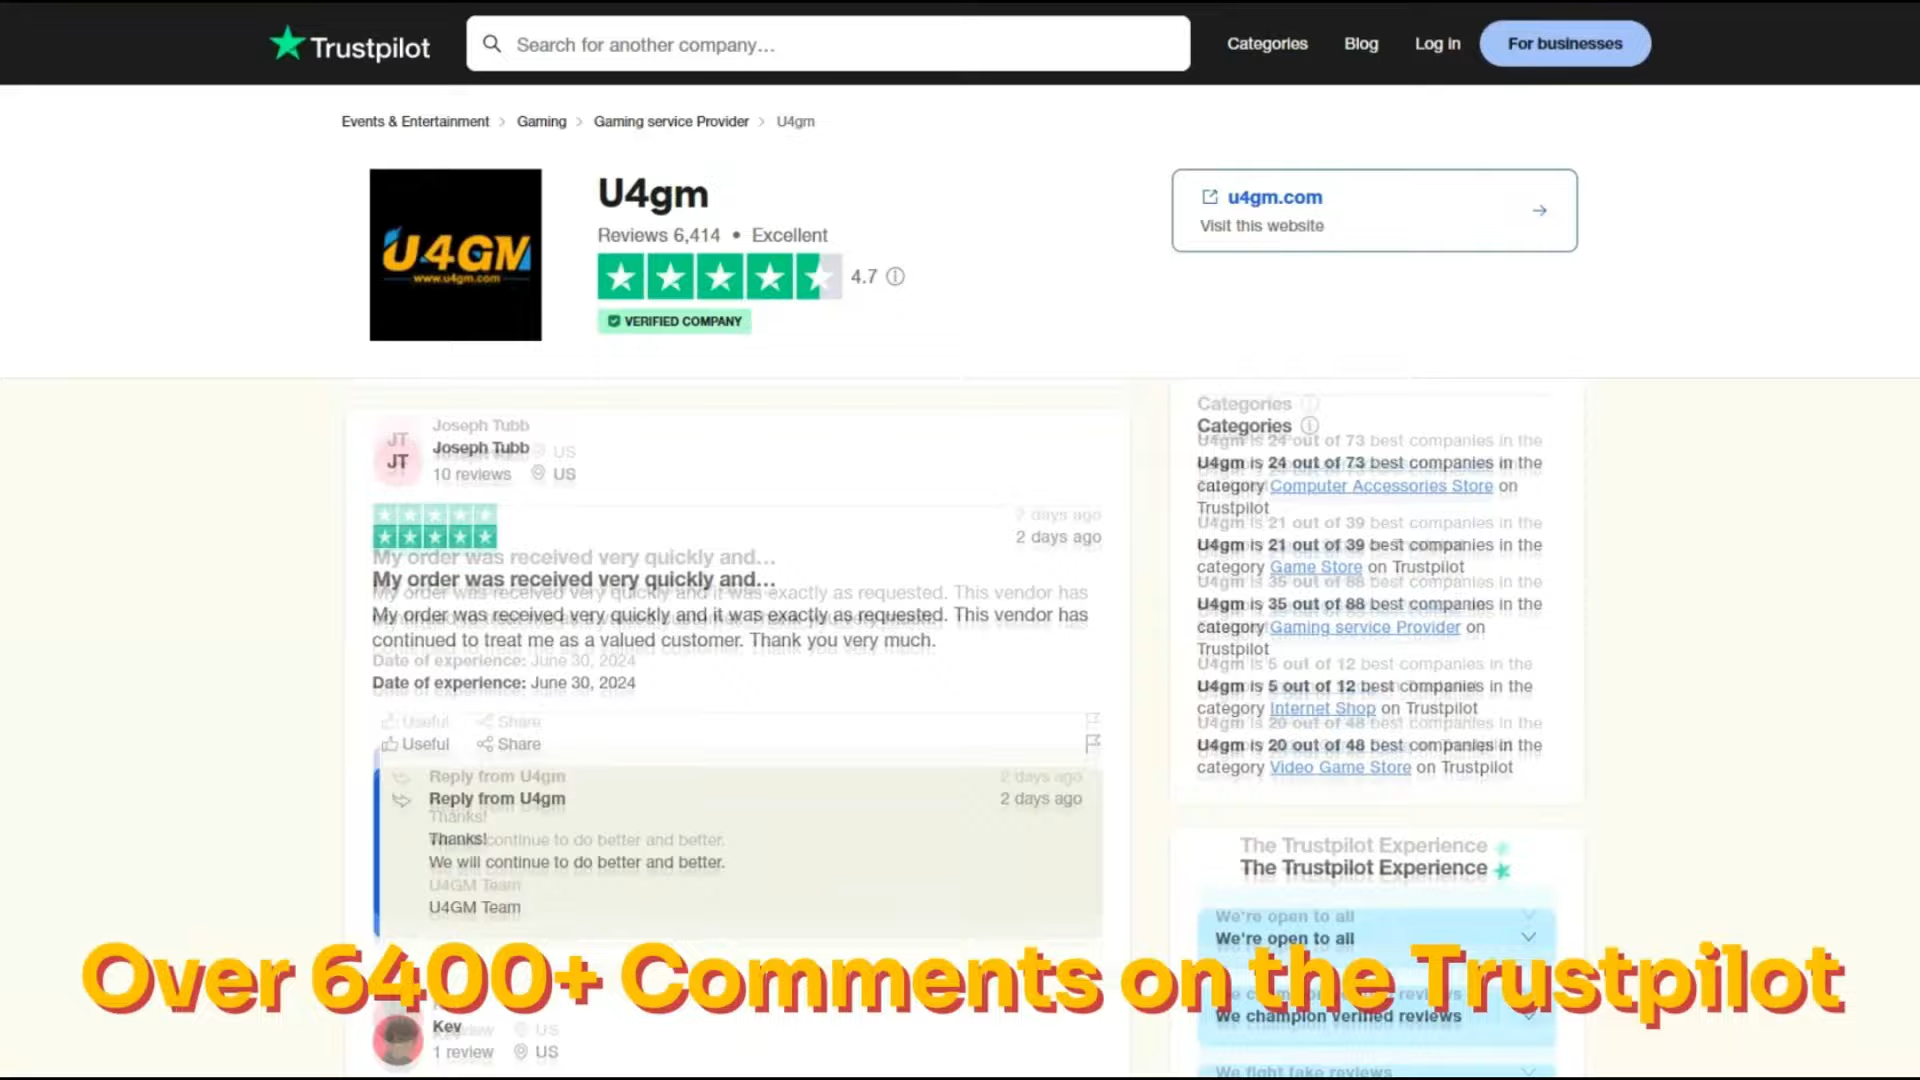 Trustpilot
Search for another company...
Categories
Blog
Log in
For businesses
Events & Entertainment > Gaming > Gaming service Provider > U4gm
U4GM
www.u4gm.com
U4gm
Reviews 6,414 • Excellent
4.7
VERIFIED COMPANY
u4gm.com
Visit this website
JT
Joseph Tubb
10 reviews US
2 days ago
My order was received very quickly and...
My order was received very quickly and it was exactly as requested. This vendor has
continued to treat me as a valued customer. Thank you very much.
Date of experience: June 30, 2024
Useful Share
Reply from U4gm
2 days ago
Thanks!
We will continue to do better and better.
U4GM Team
Kev
1 review US
Categories
U4gm is 24 out of 73 best companies in the
category Computer Accessories Store on
Trustpilot
U4gm is 21 out of 39 best companies in the
category Game Store on Trustpilot
U4gm is 35 out of 88 best companies in the
category Gaming service Provider on
Trustpilot
U4gm is 5 out of 12 best companies in the
category Internet Shop on Trustpilot
U4gm is 20 out of 48 best companies in the
category Video Game Store on Trustpilot
The Trustpilot Experience
We're open to all
We champion verified reviews
We fight fake reviews
Over 6400+ Comments on the Trustpilot